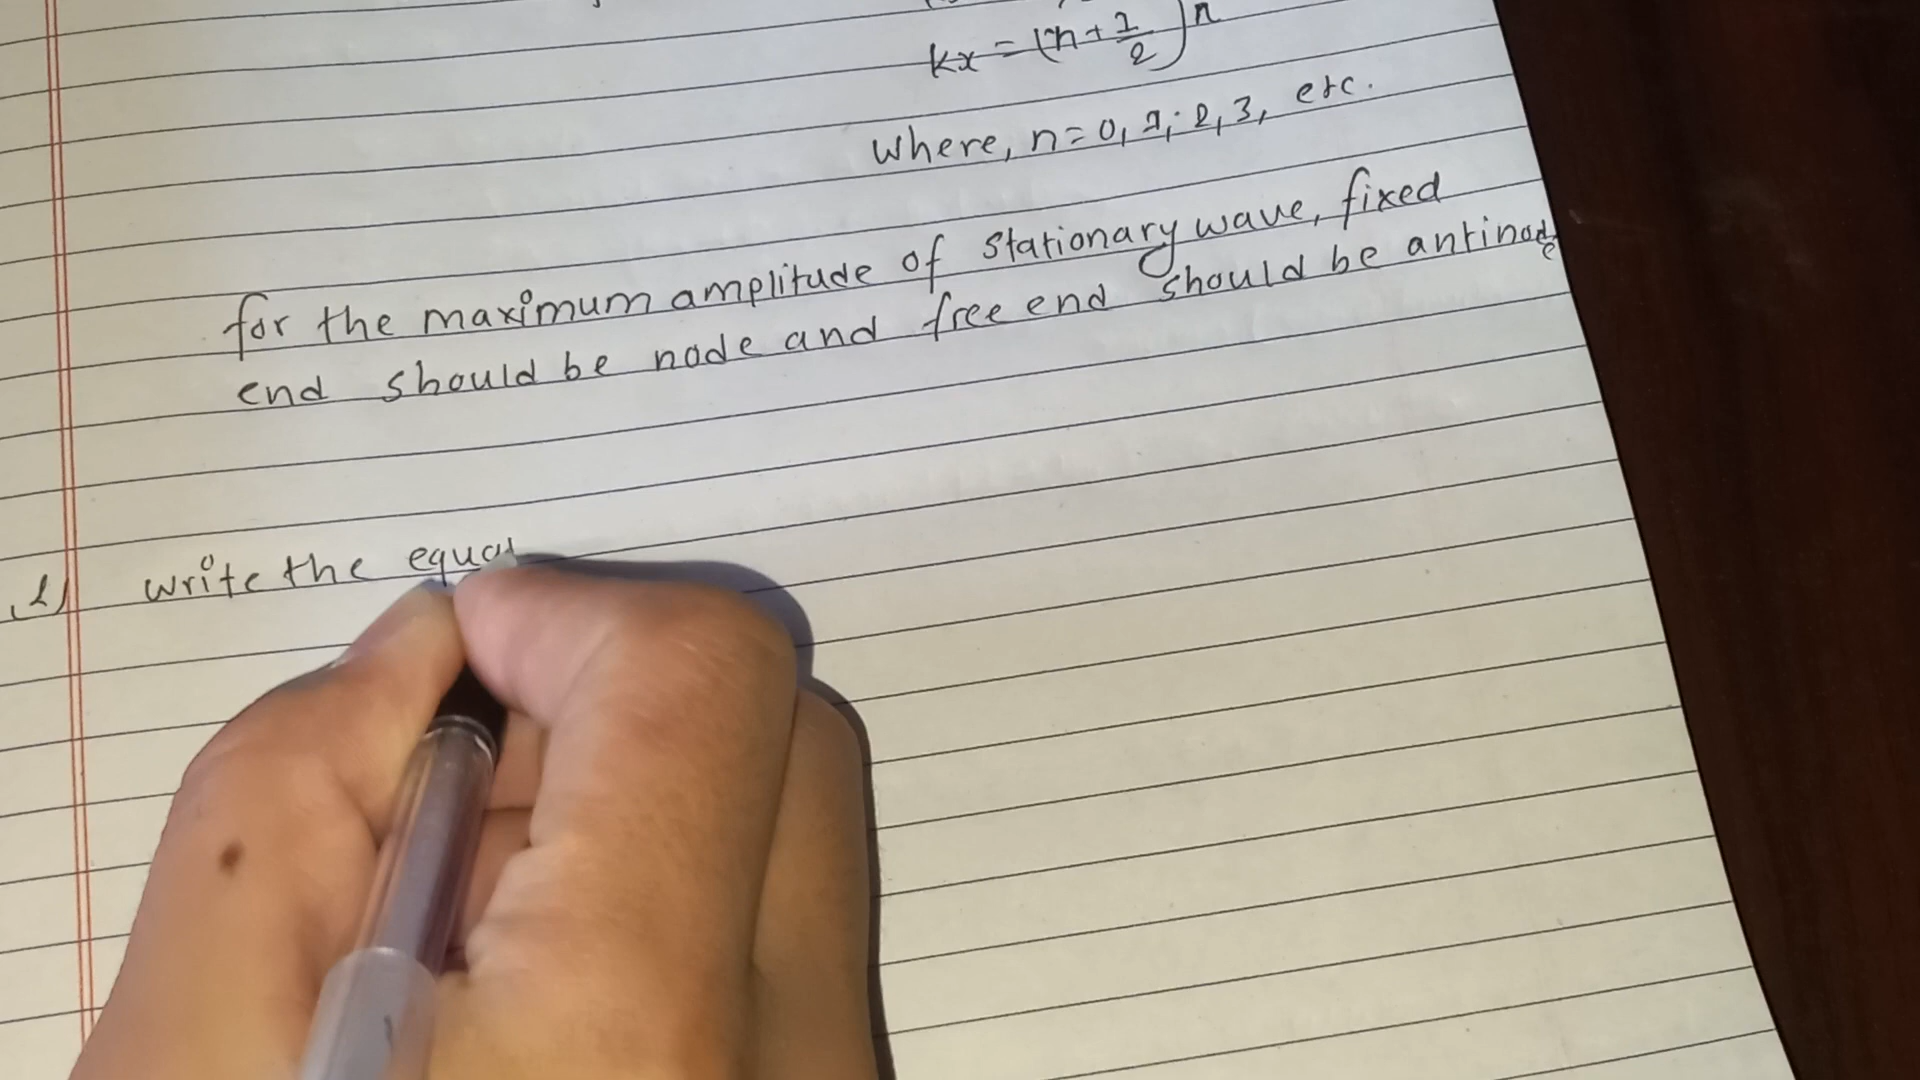 kx = (n + 1/2)π
where, n = 0, 1, 2, 3, etc.
for the maximum amplitude of stationary wave, fixed
end should be node and free end should be antinode
write the equat